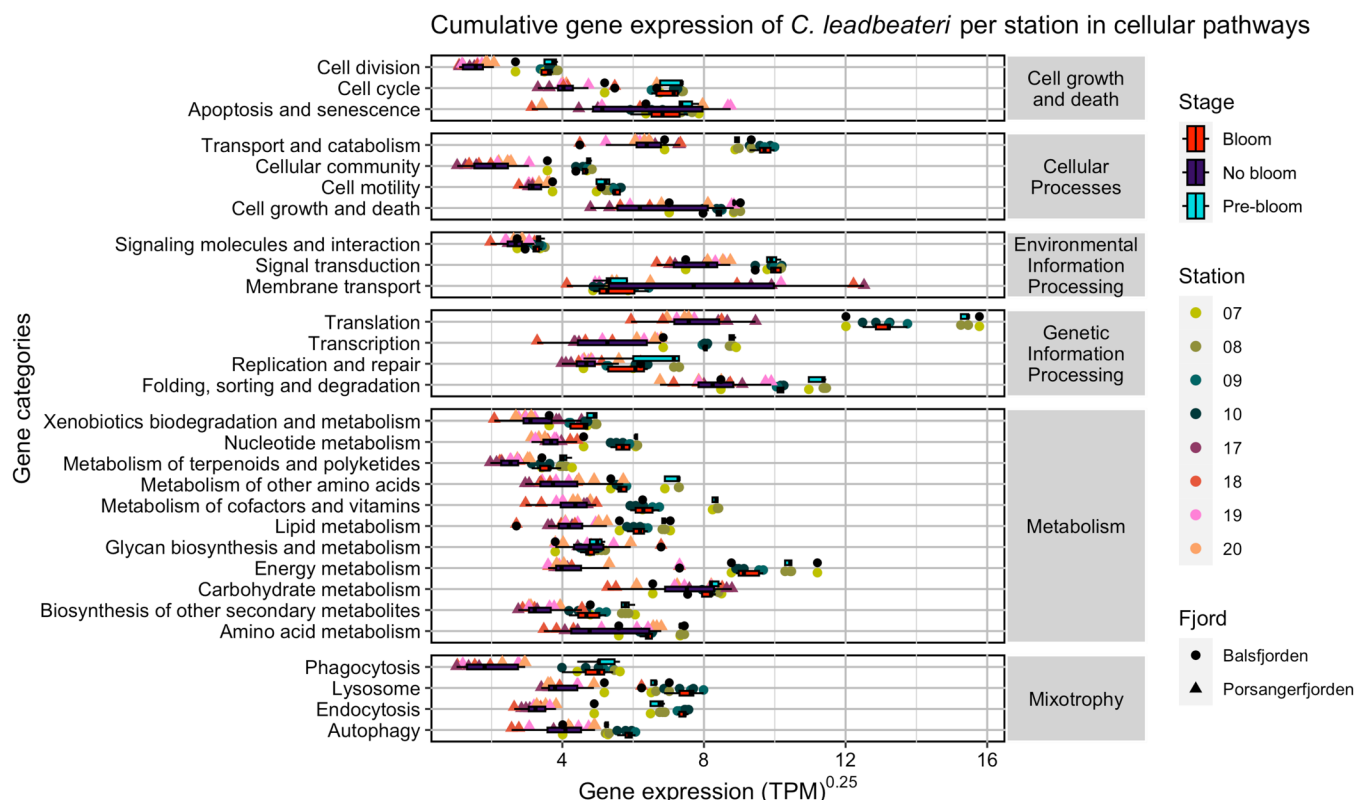 Cumulative gene expression of C. leadbeateri per station in cellular pathways
Gene categories
Cell division
Cell cycle
Apoptosis and senescence
Cell growth
and death
Transport and catabolism
Cellular community
Cell motility
Cell growth and death
Cellular
Processes
Signaling molecules and interaction
Signal transduction
Membrane transport
Environmental
Information
Processing
Translation
Transcription
Replication and repair
Folding, sorting and degradation
Genetic
Information
Processing
Xenobiotics biodegradation and metabolism
Nucleotide metabolism
Metabolism of terpenoids and polyketides
Metabolism of other amino acids
Metabolism of cofactors and vitamins
Lipid metabolism
Glycan biosynthesis and metabolism
Energy metabolism
Carbohydrate metabolism
Biosynthesis of other secondary metabolites
Amino acid metabolism
Metabolism
Phagocytosis
Lysosome
Endocytosis
Autophagy
Mixotrophy
4 8 12 16
Gene expression (TPM)^0.25
Stage
Bloom
No bloom
Pre-bloom
Station
07
08
09
10
17
18
19
20
Fjord
Balsfjorden
Porsangerfjorden